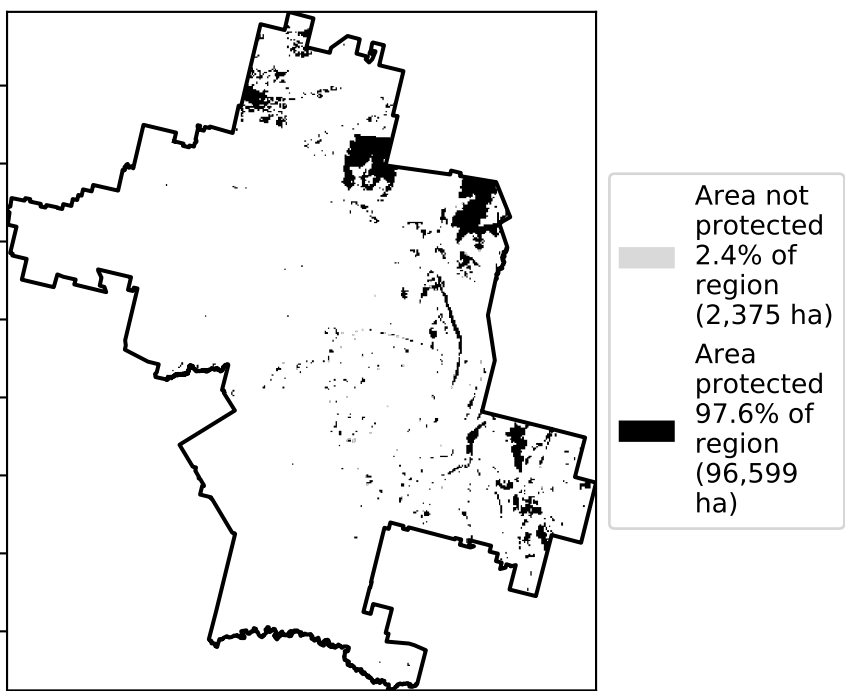 Area not
protected
2.4% of
region
(2,375 ha)
Area
protected
97.6% of
region
(96,599
ha)